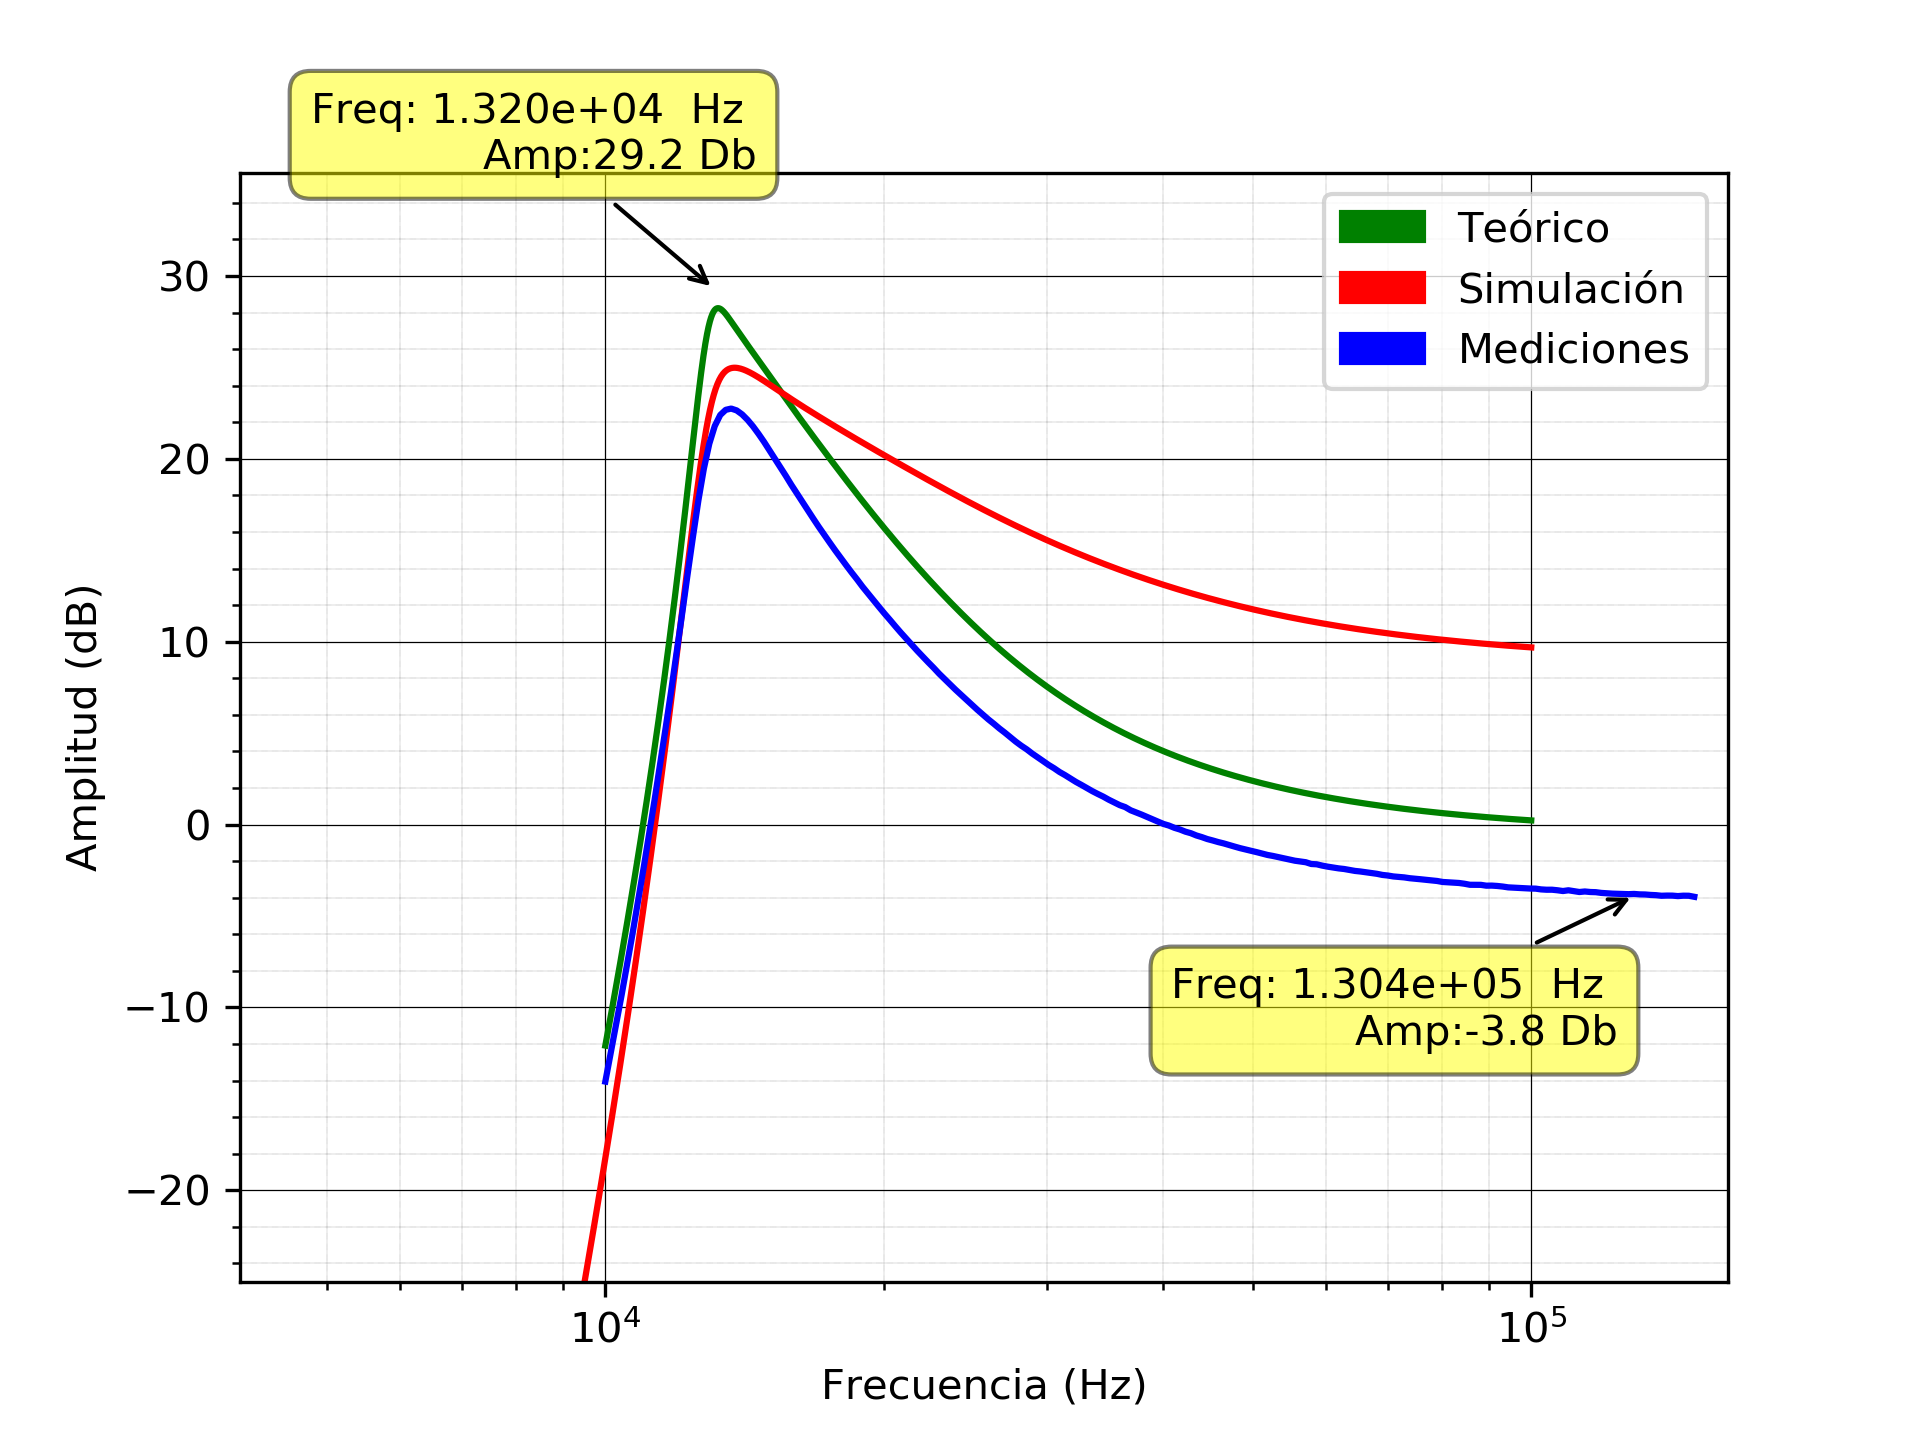 Freq: 1.320e+04  Hz
Amp:29.2 Db
Teórico
Simulación
Mediciones
30
20
10
0
−10
−20
Amplitud (dB)
Freq: 1.304e+05  Hz
Amp:-3.8 Db
10⁴
10⁵
Frecuencia (Hz)